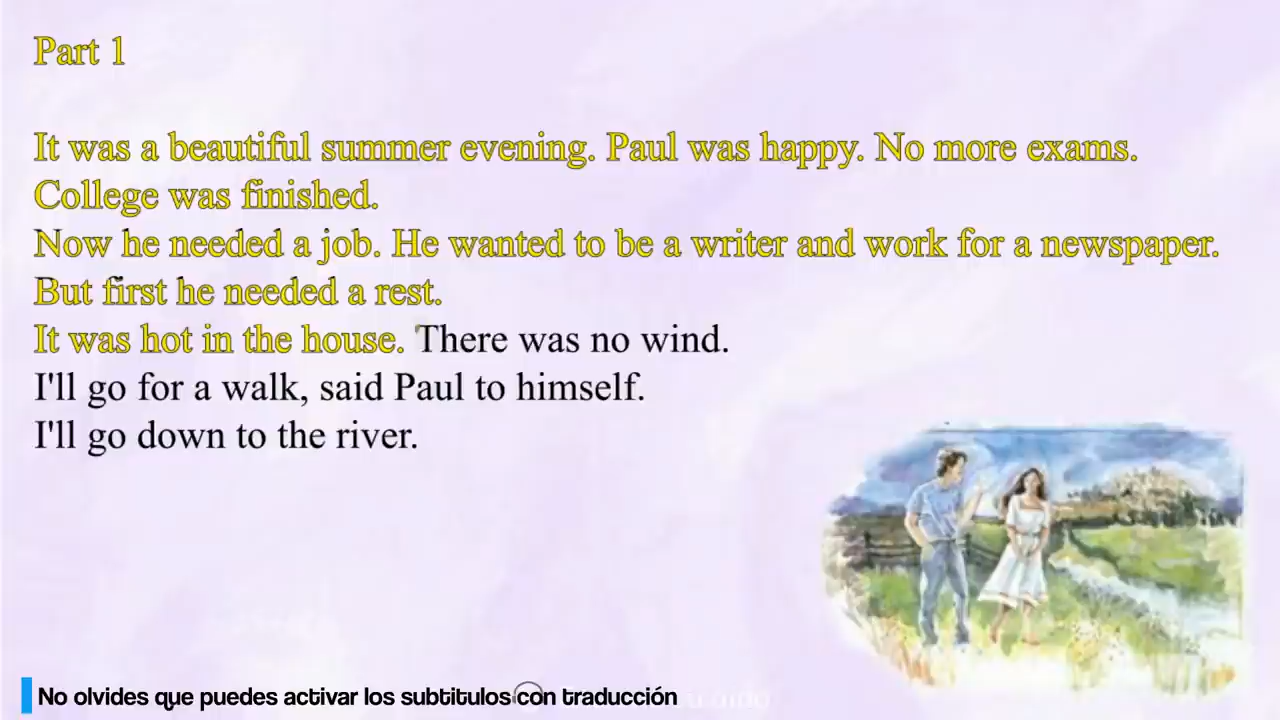 Part 1
It was a beautiful summer evening. Paul was happy. No more exams.
College was finished.
Now he needed a job. He wanted to be a writer and work for a newspaper.
But first he needed a rest.
It was hot in the house. There was no wind.
I'll go for a walk, said Paul to himself.
I'll go down to the river.
No olvides que puedes activar los subtitulos con traducción